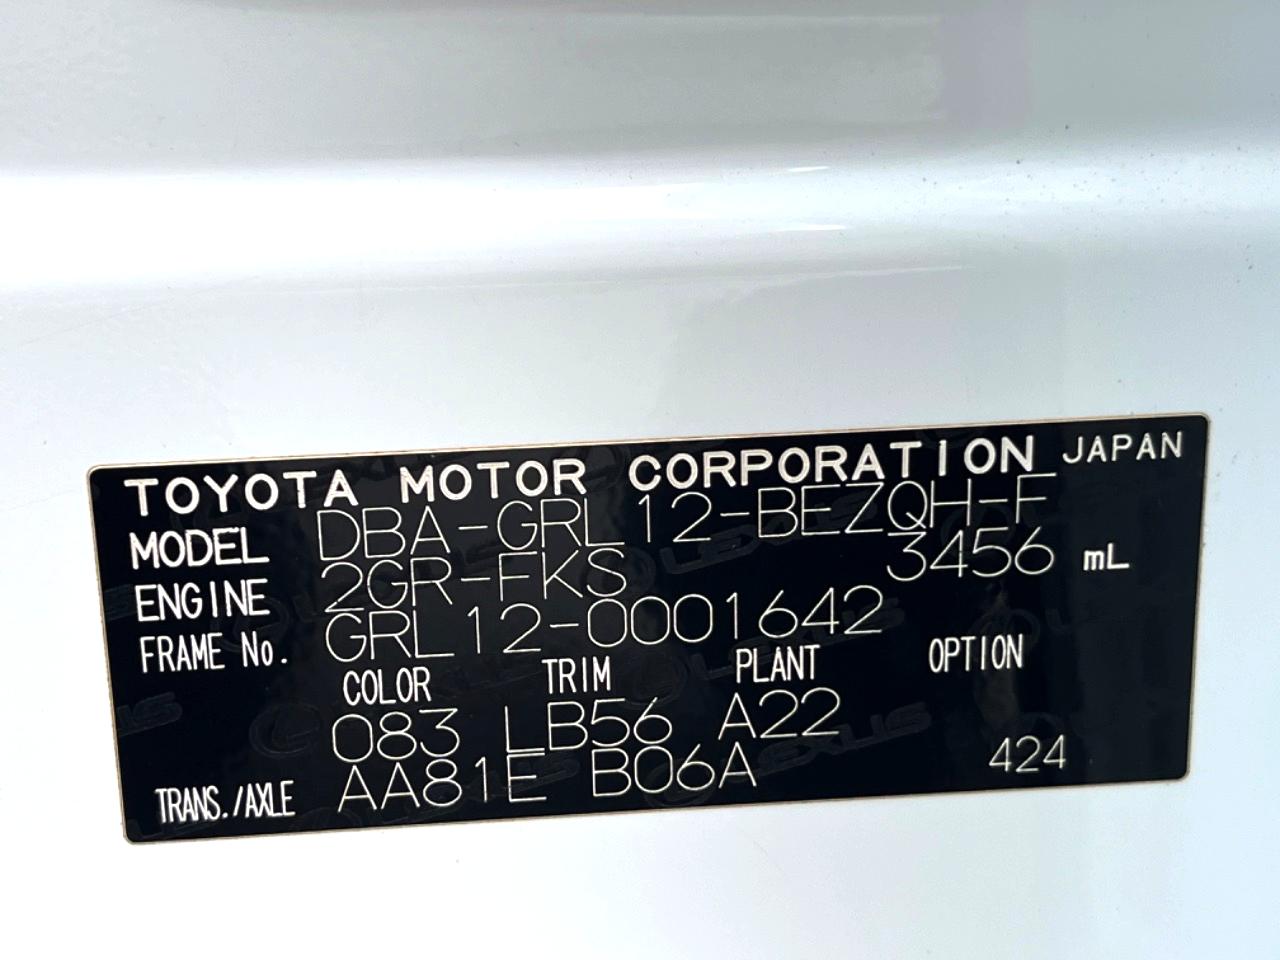 TOYOTA MOTOR CORPORATION JAPAN
MODEL DBA-GRL12-BEZQH-F
ENGINE 2GR-FKS 3456 mL
FRAME No. GRL12-0001642
COLOR TRIM PLANT OPTION
083 LB56 A22
TRANS./AXLE AA81E B06A 424